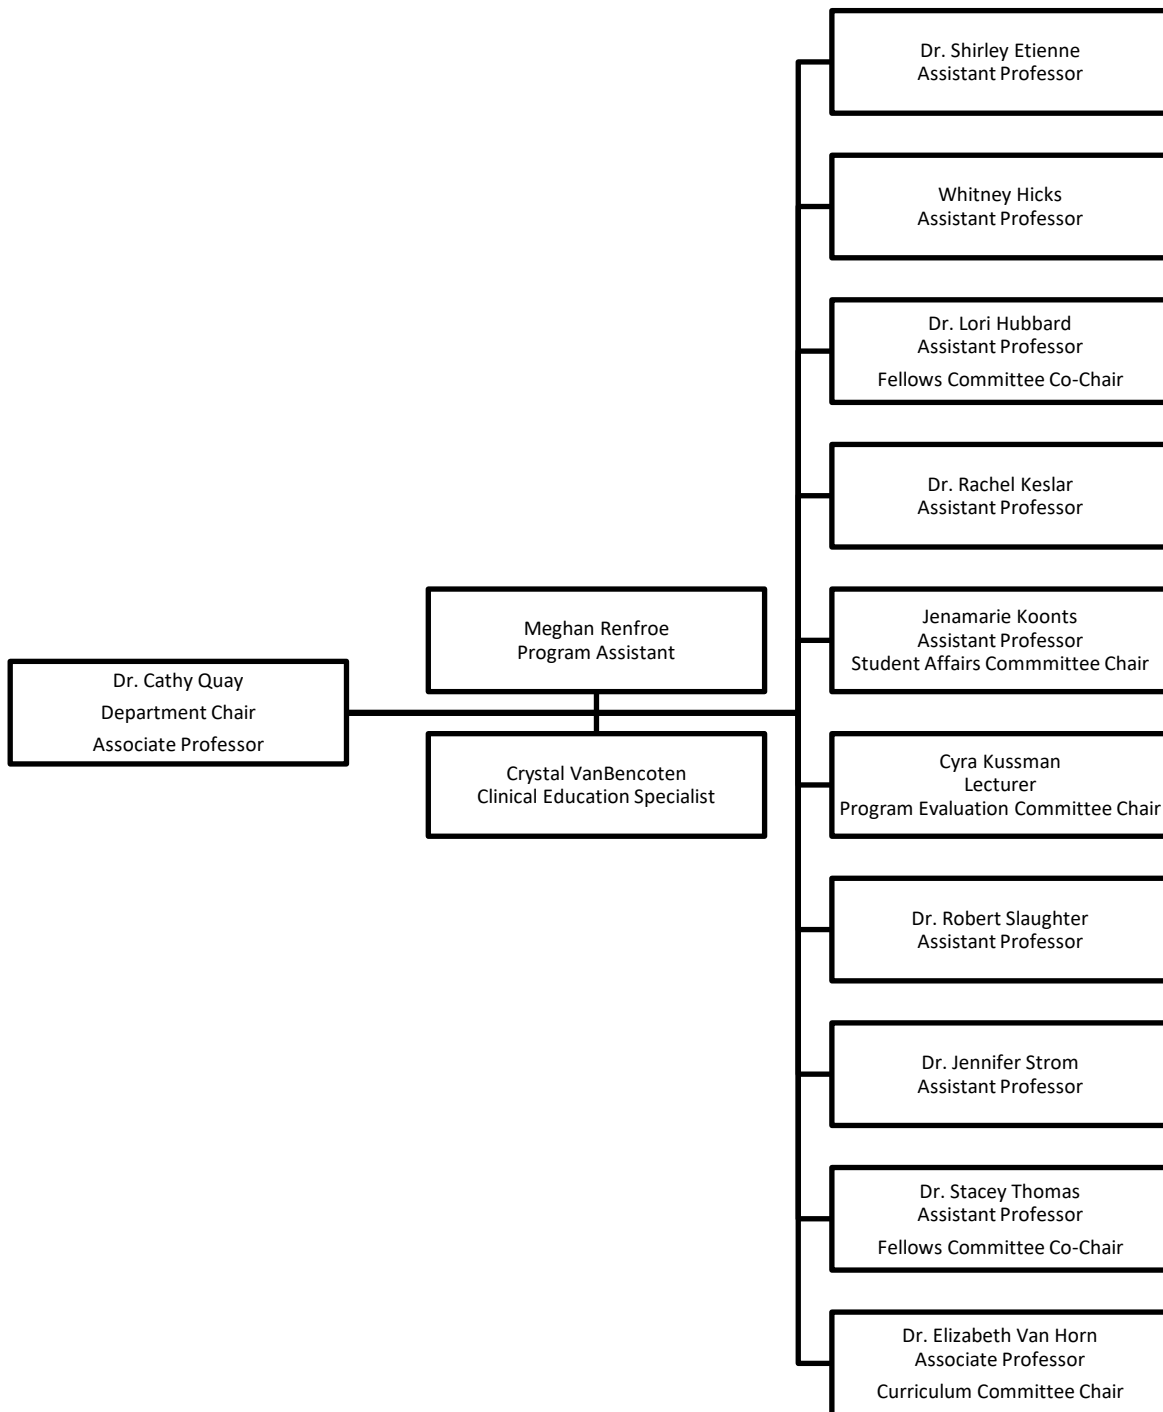 Dr. Shirley Etienne
Assistant Professor
Whitney Hicks
Assistant Professor
Dr. Lori Hubbard
Assistant Professor
Fellows Committee Co-Chair
Dr. Rachel Keslar
Assistant Professor
Meghan Renfroe
Program Assistant
Jenamarie Koonts
Assistant Professor
Student Affairs Commmittee Chair
Dr. Cathy Quay
Department Chair
Associate Professor
Crystal VanBencoten
Clinical Education Specialist
Cyra Kussman
Lecturer
Program Evaluation Committee Chair
Dr. Robert Slaughter
Assistant Professor
Dr. Jennifer Strom
Assistant Professor
Dr. Stacey Thomas
Assistant Professor
Fellows Committee Co-Chair
Dr. Elizabeth Van Horn
Associate Professor
Curriculum Committee Chair